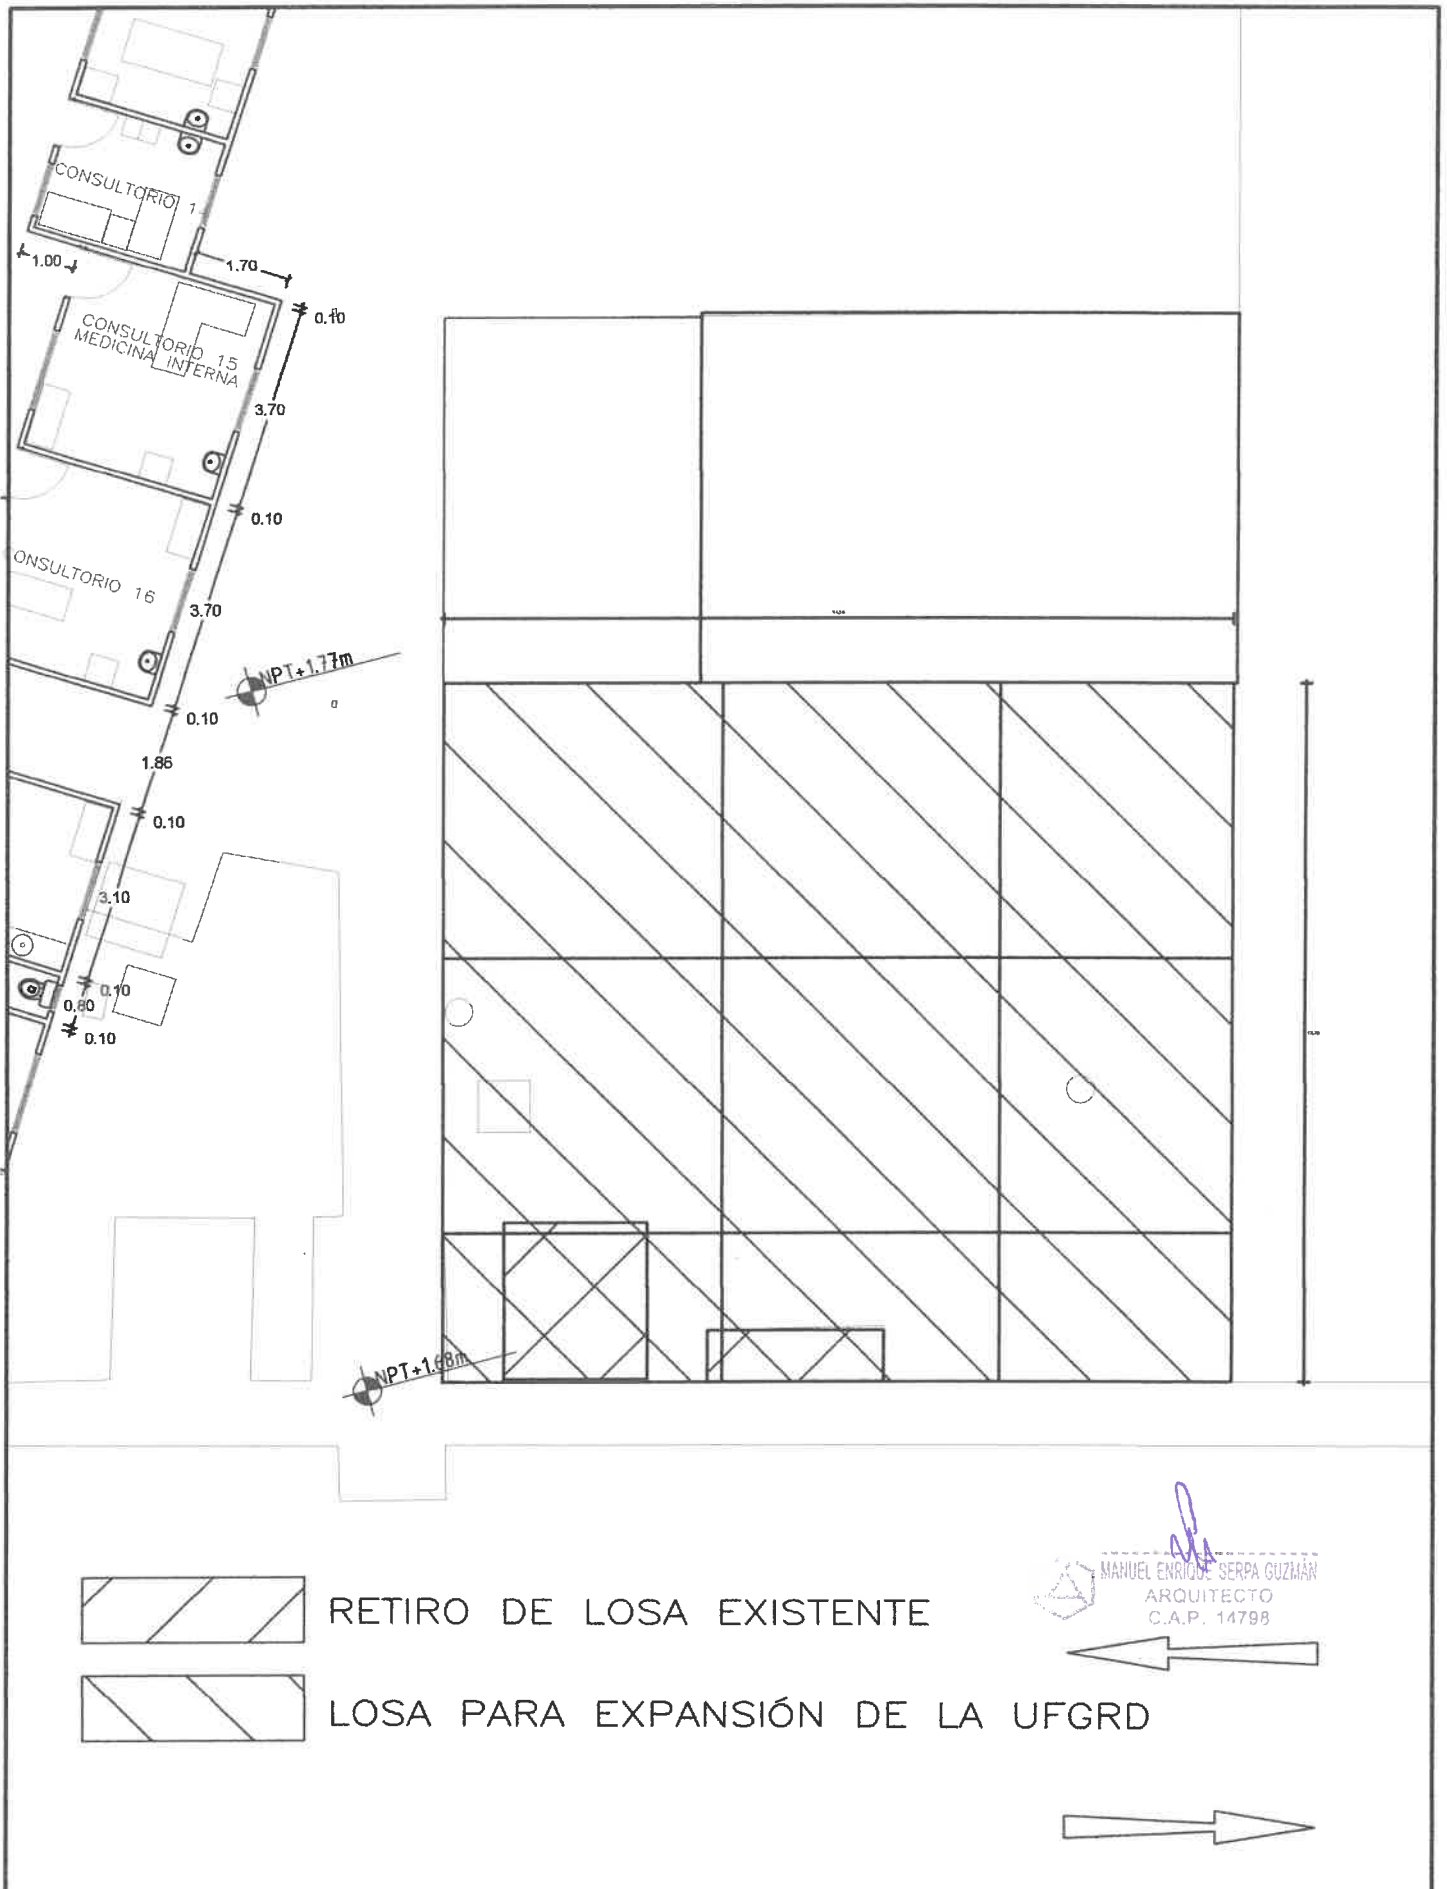 CONSULTORIO 1
1.00
1.70
0.10
CONSULTORIO 15
MEDICINA INTERNA
3.70
0.10
ONSULTORIO 16
3.70
NPT+1.77m
0.10
1.86
0.10
3.10
0.10
0.80
0.10
NPT+1.68m
MANUEL ENRIQUE SERPA GUZMÁN
ARQUITECTO
C.A.P. 14798
RETIRO DE LOSA EXISTENTE
LOSA PARA EXPANSIÓN DE LA UFGRD